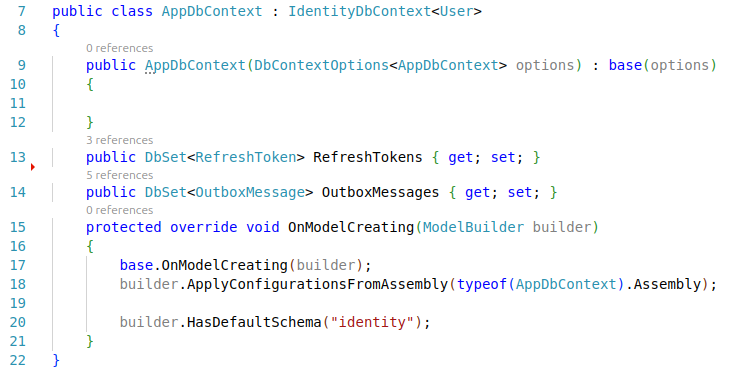 7 public class AppDbContext : IdentityDbContext<User>
8 {
0 references
9 public AppDbContext(DbContextOptions<AppDbContext> options) : base(options)
10 {
11
12 }
3 references
13 public DbSet<RefreshToken> RefreshTokens { get; set; }
5 references
14 public DbSet<OutboxMessage> OutboxMessages { get; set; }
0 references
15 protected override void OnModelCreating(ModelBuilder builder)
16 {
17 base.OnModelCreating(builder);
18 builder.ApplyConfigurationsFromAssembly(typeof(AppDbContext).Assembly);
19
20 builder.HasDefaultSchema("identity");
21 }
22 }